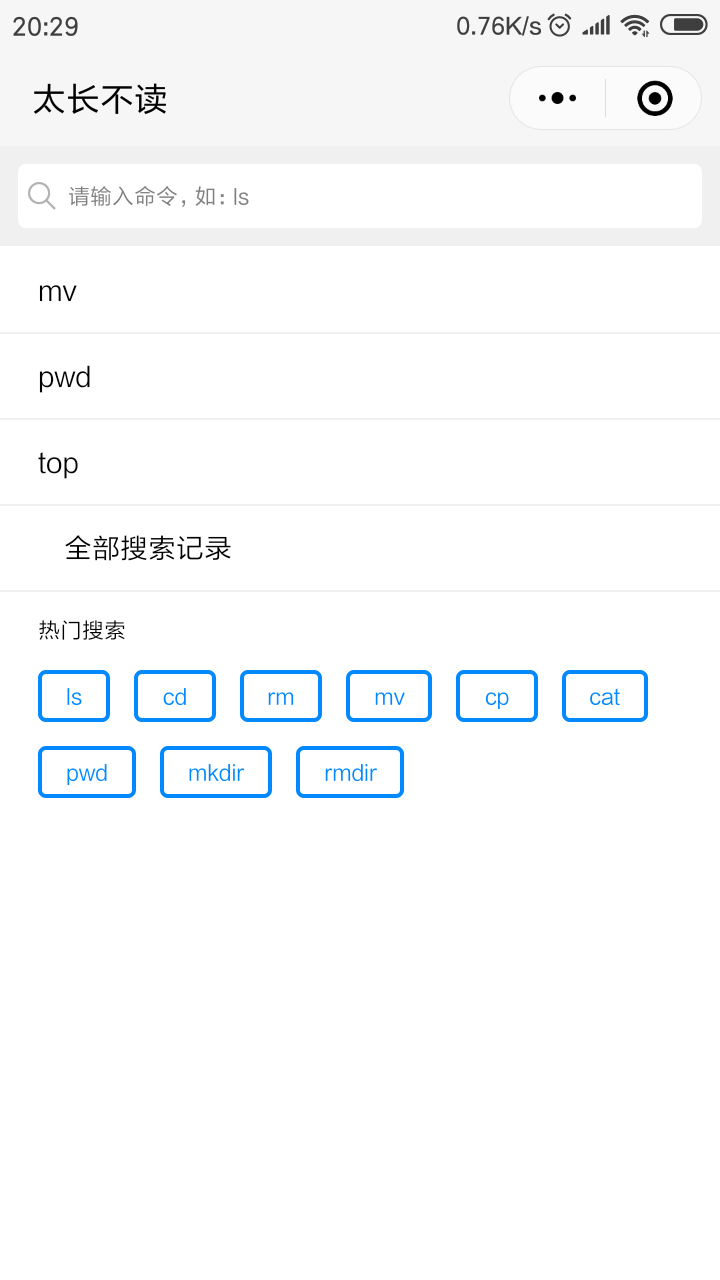 20:29 0.76K/s
太长不读
请输入命令，如：ls
mv
pwd
top
全部搜索记录
热门搜索
ls cd rm mv cp cat
pwd mkdir rmdir